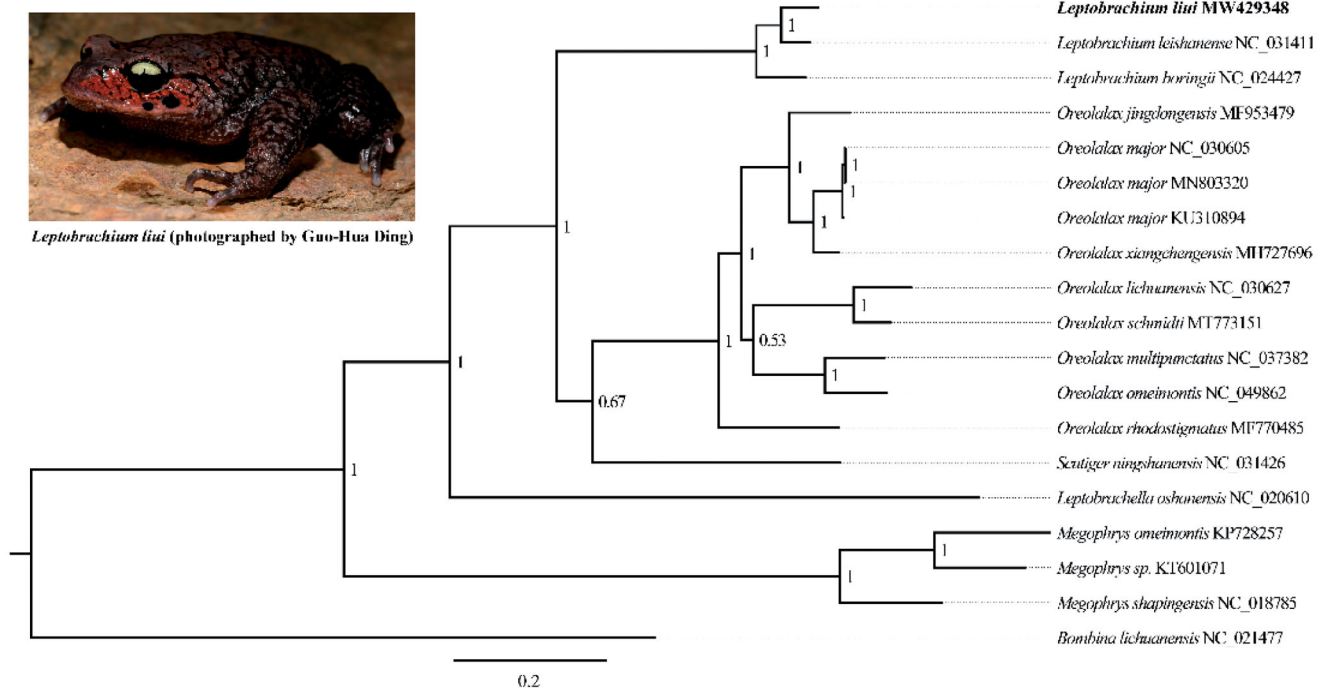 Leptobrachium liui MW429348
1
Leptobrachium leishanense NC_031411
1
Leptobrachium boringii NC_024427
Oreolalax jingdongensis MF953479
Oreolalax major NC_030605
1
1
Oreolalax major MN803320
1
Oreolalax major KU310894
1
Leptobrachium liui (photographed by Guo-Hua Ding)
1
Oreolalax xiangchengensis MH727696
1
Oreolalax lichuanensis NC_030627
1
Oreolalax schmidti MT773151
1
0.53
Oreolalax multipunctatus NC_037382
1
1
Oreolalax omeimontis NC_049862
0.67
Oreolalax rhodostigmatus MF770485
Scutiger ningshanensis NC_031426
1
Leptobrachella oshanensis NC_020610
Megophrys omeimontis KP728257
1
Megophrys sp. KT601071
1
Megophrys shapingensis NC_018785
Bombina lichuanensis NC_021477
0.2